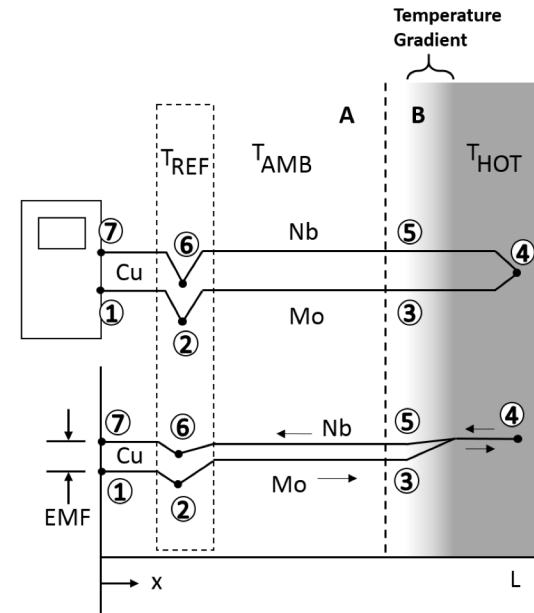 Temperature
Gradient
A
B
T_REF
T_AMB
T_HOT
7
6
Nb
5
4
Cu
1
2
Mo
3
7
6
Nb
5
4
Cu
1
2
Mo
3
EMF
x
L